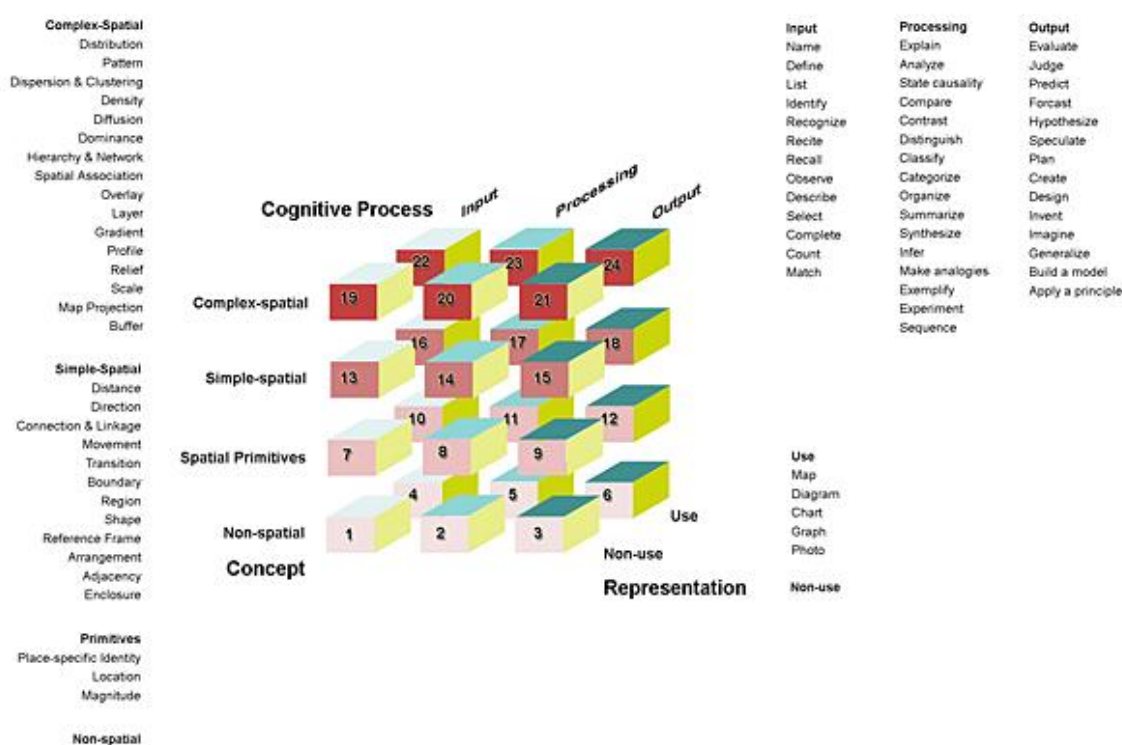 Complex-Spatial
Distribution
Pattern
Dispersion & Clustering
Density
Diffusion
Dominance
Hierarchy & Network
Spatial Association
Overlay
Layer
Gradient
Profile
Relief
Scale
Map Projection
Buffer
Simple-Spatial
Distance
Direction
Connection & Linkage
Movement
Transition
Boundary
Region
Shape
Reference Frame
Arrangement
Adjacency
Enclosure
Primitives
Place-specific Identity
Location
Magnitude
Non-spatial
Cognitive Process
Input
Processing
Output
22
23
24
Complex-spatial
19
20
21
16
17
18
Simple-spatial
13
14
15
10
11
12
Spatial Primitives
7
8
9
4
5
6
Use
Non-spatial
1
2
3
Non-use
Concept
Representation
Input
Name
Define
List
Identify
Recognize
Recite
Recall
Observe
Describe
Select
Complete
Count
Match
Processing
Explain
Analyze
State causality
Compare
Contrast
Distinguish
Classify
Categorize
Organize
Summarize
Synthesize
Infer
Make analogies
Exemplify
Experiment
Sequence
Output
Evaluate
Judge
Predict
Forcast
Hypothesize
Speculate
Plan
Create
Design
Invent
Imagine
Generalize
Build a model
Apply a principle
Use
Map
Diagram
Chart
Graph
Photo
Non-use